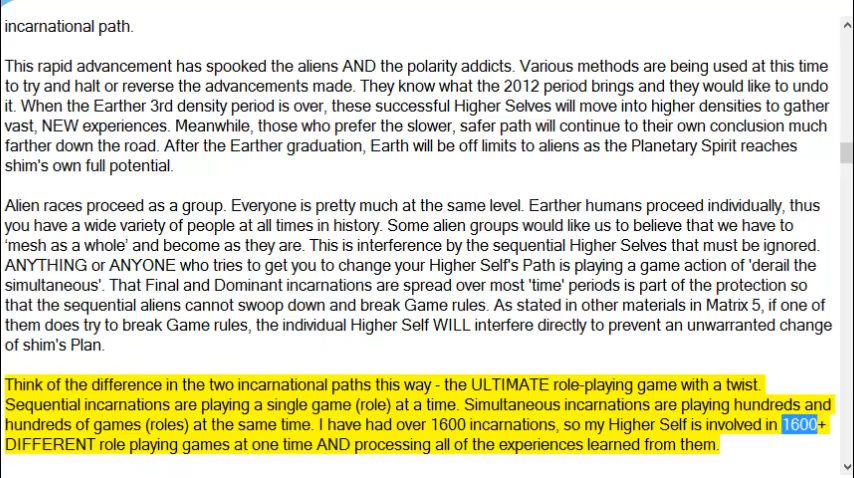 incarnational path.
This rapid advancement has spooked the aliens AND the polarity addicts. Various methods are being used at this time
to try and halt or reverse the advancements made. They know what the 2012 period brings and they would like to undo
it. When the Earther 3rd density period is over, these successful Higher Selves will move into higher densities to gather
vast, NEW experiences. Meanwhile, those who prefer the slower, safer path will continue to their own conclusion much
farther down the road. After the Earther graduation, Earth will be off limits to aliens as the Planetary Spirit reaches
shim's own full potential.
Alien races proceed as a group. Everyone is pretty much at the same level. Earther humans proceed individually, thus
you have a wide variety of people at all times in history. Some alien groups would like us to believe that we have to
‘mesh as a whole’ and become as they are. This is interference by the sequential Higher Selves that must be ignored.
ANYTHING or ANYONE who tries to get you to change your Higher Self's Path is playing a game action of 'derail the
simultaneous'. That Final and Dominant incarnations are spread over most 'time' periods is part of the protection so
that the sequential aliens cannot swoop down and break Game rules. As stated in other materials in Matrix 5, if one of
them does try to break Game rules, the individual Higher Self WILL interfere directly to prevent an unwarranted change
of shim's Plan.
Think of the difference in the two incarnational paths this way - the ULTIMATE role-playing game with a twist.
Sequential incarnations are playing a single game (role) at a time. Simultaneous incarnations are playing hundreds and
hundreds of games (roles) at the same time. I have had over 1600 incarnations, so my Higher Self is involved in 1600+
DIFFERENT role playing games at one time AND processing all of the experiences learned from them.